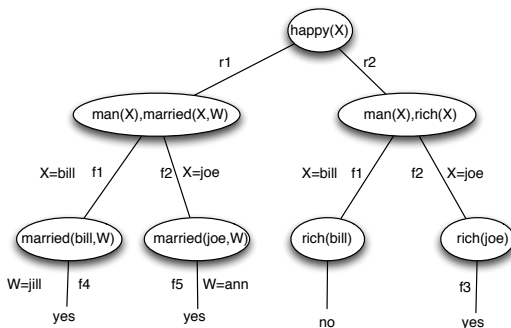 happy(X)
r1
r2
man(X),married(X,W)
man(X),rich(X)
X=bill
f1
f2
X=joe
X=bill
f1
f2
X=joe
married(bill,W)
married(joe,W)
rich(bill)
rich(joe)
W=jill
f4
f5
W=ann
f3
yes
yes
no
yes